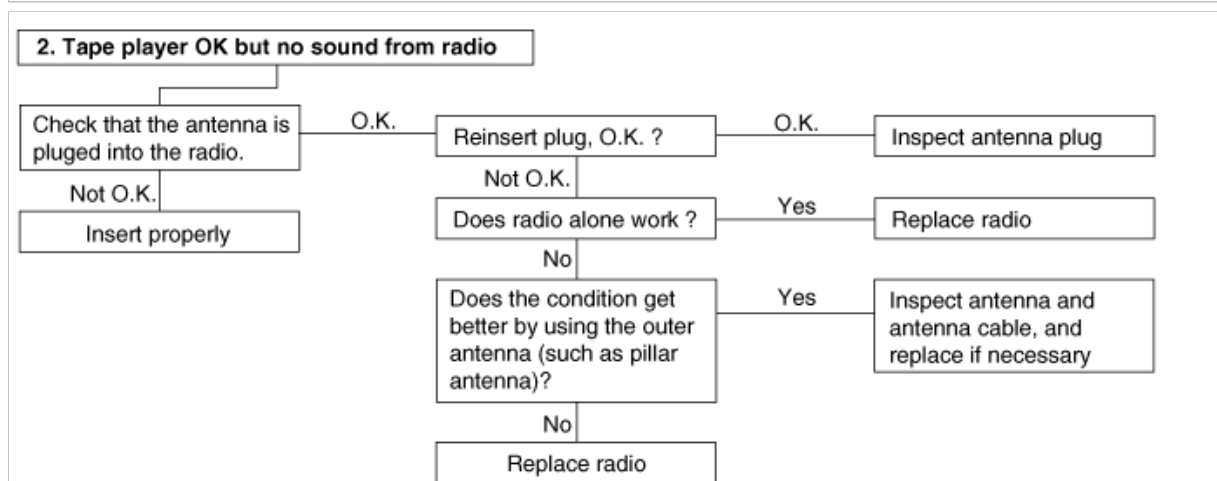 2. Tape player OK but no sound from radio
Check that the antenna is
pluged into the radio.
O.K.
Reinsert plug, O.K. ?
O.K.
Inspect antenna plug
Not O.K.
Insert properly
Not O.K.
Does radio alone work ?
Yes
Replace radio
No
Does the condition get
better by using the outer
antenna (such as pillar
antenna)?
Yes
Inspect antenna and
antenna cable, and
replace if necessary
No
Replace radio